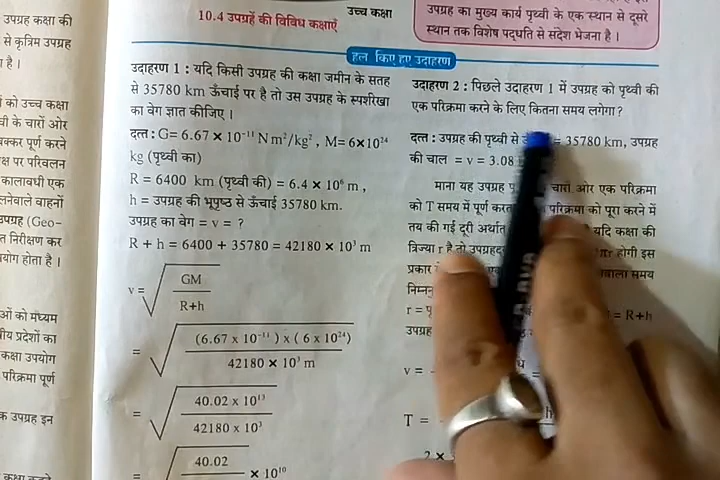 उपग्रह कक्षा की
से कृत्रिम उपग्रह
है ।
को उच्च कक्षा
वी के चारों ओर
चक्कर पूर्ण करने
क्ष पर परिवलन
कालावधी एक
लनेवाले वाहनों
उपग्रह (Geo-
त निरीक्षण कर
योग होता है ।
ओं को मध्यम
वीय प्रदेशों का
कक्षा उपयोग
परिक्रमा पूर्ण
क उपग्रह इन
10.4 उपग्रहें की विविध कक्षाएँ
उच्च कक्षा
उपग्रह का मुख्य कार्य पृथ्वी के एक स्थान से दूसरे
स्थान तक विशेष पद्धति से संदेश भेजना है ।
हल किए हुए उदाहरण
उदाहरण 1 : यदि किसी उपग्रह की कक्षा जमीन के सतह
से 35780 km ऊँचाई पर है तो उस उपग्रह के स्पर्शरेखा
का वेग ज्ञात कीजिए ।
दत्त : G= 6.67 × 10⁻¹¹ N m²/kg² , M= 6×10²⁴
kg (पृथ्वी का)
R = 6400 km (पृथ्वी की) = 6.4 × 10⁶ m ,
h = उपग्रह की भूपृष्ठ से ऊँचाई 35780 km.
उपग्रह का वेग = v = ?
R + h = 6400 + 35780 = 42180 × 10³ m
v = √ GM
R+h
= √ (6.67 x 10⁻¹¹ ) x ( 6 x 10²⁴)
42180 × 10³ m
= √ 40.02 x 10¹³
42180 × 10³
= √ 40.02 × 10¹⁰
उदाहरण 2 : पिछले उदाहरण 1 में उपग्रह को पृथ्वी की
एक परिक्रमा करने के लिए कितना समय लगेगा?
दत्त : उपग्रह की पृथ्वी से = 35780 km, उपग्रह
की चाल = v = 3.08
माना यह उपग्रह चारों ओर एक परिक्रमा
को T समय में पूर्ण परिक्रमा को पूरा करने में
तय की गई दूरी अर्थात यदि कक्षा की
त्रिज्या r है तो होगी इस
प्रकार समय
r = = R+h
उपग्रह
v =
T =
2 ×